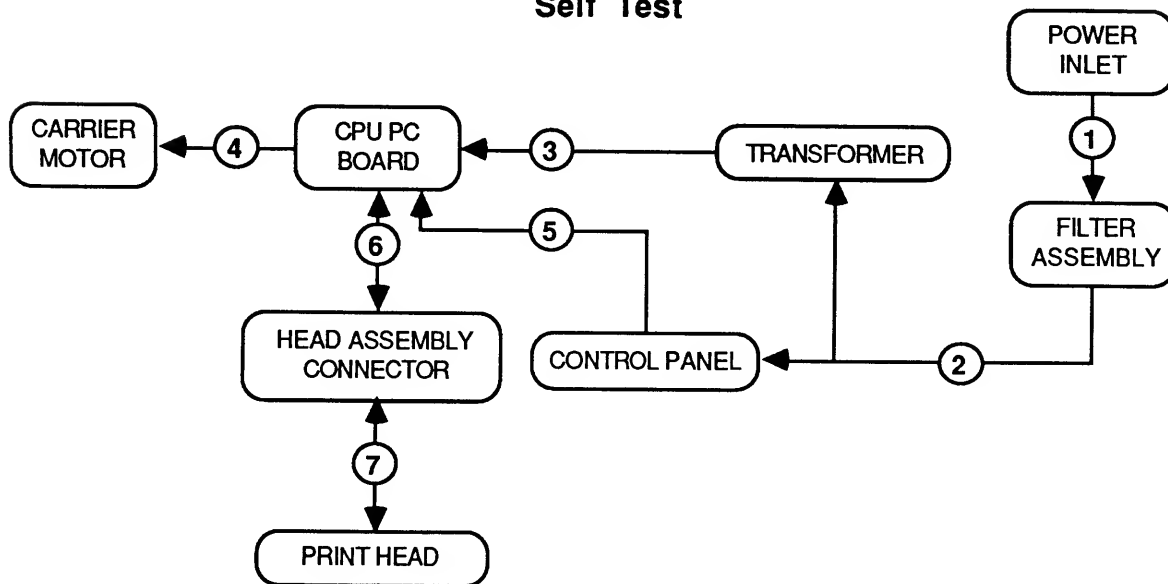 Self Test
POWER
INLET
1
CARRIER
MOTOR
4
CPU PC
BOARD
3
TRANSFORMER
5
6
FILTER
ASSEMBLY
HEAD ASSEMBLY
CONNECTOR
CONTROL PANEL
2
7
PRINT HEAD